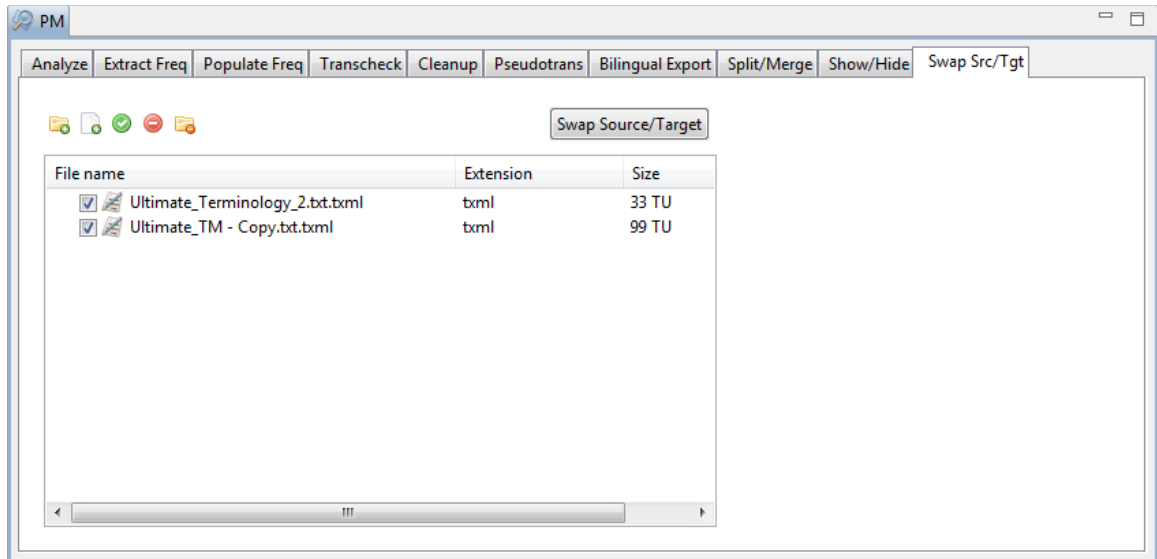 PM
Analyze Extract Freq Populate Freq Transcheck Cleanup Pseudotrans Bilingual Export Split/Merge Show/Hide Swap Src/Tgt
Swap Source/Target
File name Extension Size
Ultimate_Terminology_2.txt.txml txml 33 TU
Ultimate_TM - Copy.txt.txml txml 99 TU